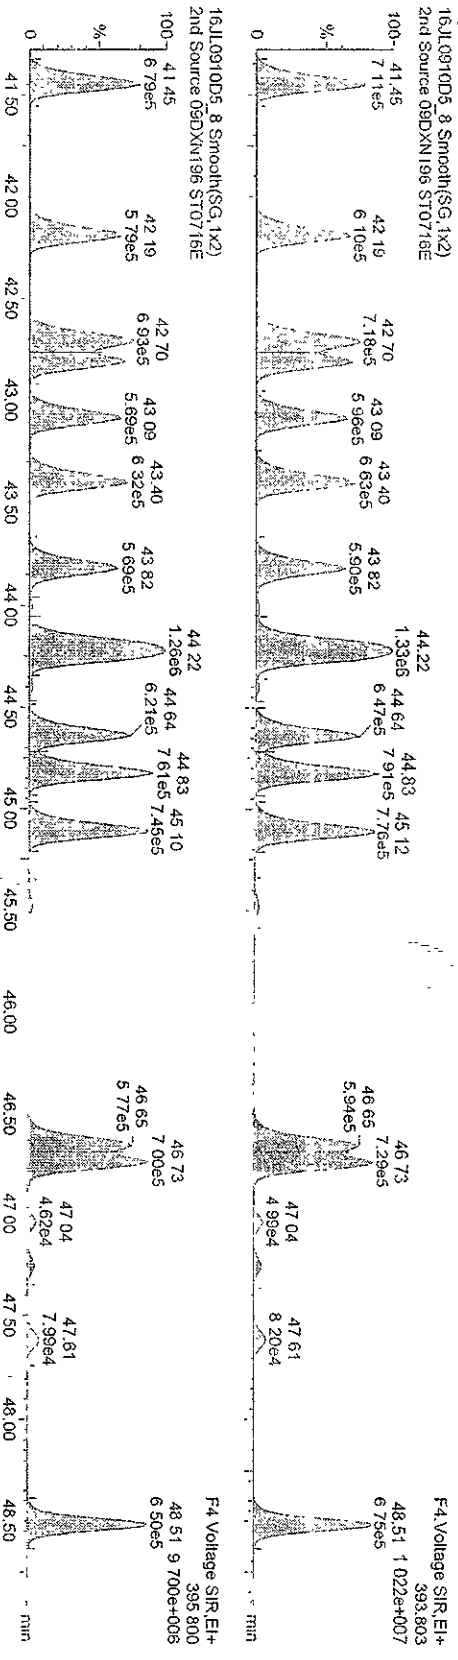 16JL0910D5_8 Smooth(SG,1x2)
2nd Source 09DXN196 ST0716E
F4:Voltage SIR,EI+
393.803
1 022e+007
100
%
0
41 45
7 11e5
42 19
6 10e5
42 70
7.18e5
43 09
5 96e5
43 40
6 63e5
43 82
5.90e5
44.22
1.33e6
44 64
6 47e5
44.83
7 91e5
45 12
7.76e5
46 65
5.94e5
46 73
7 29e5
47 04
4 99e4
47 61
8 20e4
48.51
6 75e5
min
16JL0910D5_8 Smooth(SG,1x2)
2nd Source 09DXN196 ST0716E
F4 Voltage SIR,EI+
395 800
9 700e+006
100
%
0
41 45
6 79e5
42 19
5 79e5
42 70
6 93e5
43 09
5.69e5
43 40
6 32e5
43 82
5 69e5
44 22
1.26e6
44 64
6.21e5
44 83
7 61e5
45 10
7.45e5
46 65
5 77e5
46 73
7 00e5
47 04
4.62e4
47.61
7.99e4
48 51
6 50e5
min
41 50 42 00 42 50 43.00 43.50 44 00 44 50 45 00 45.50 46.00 46.50 47 00 47 50 48.00 48.50